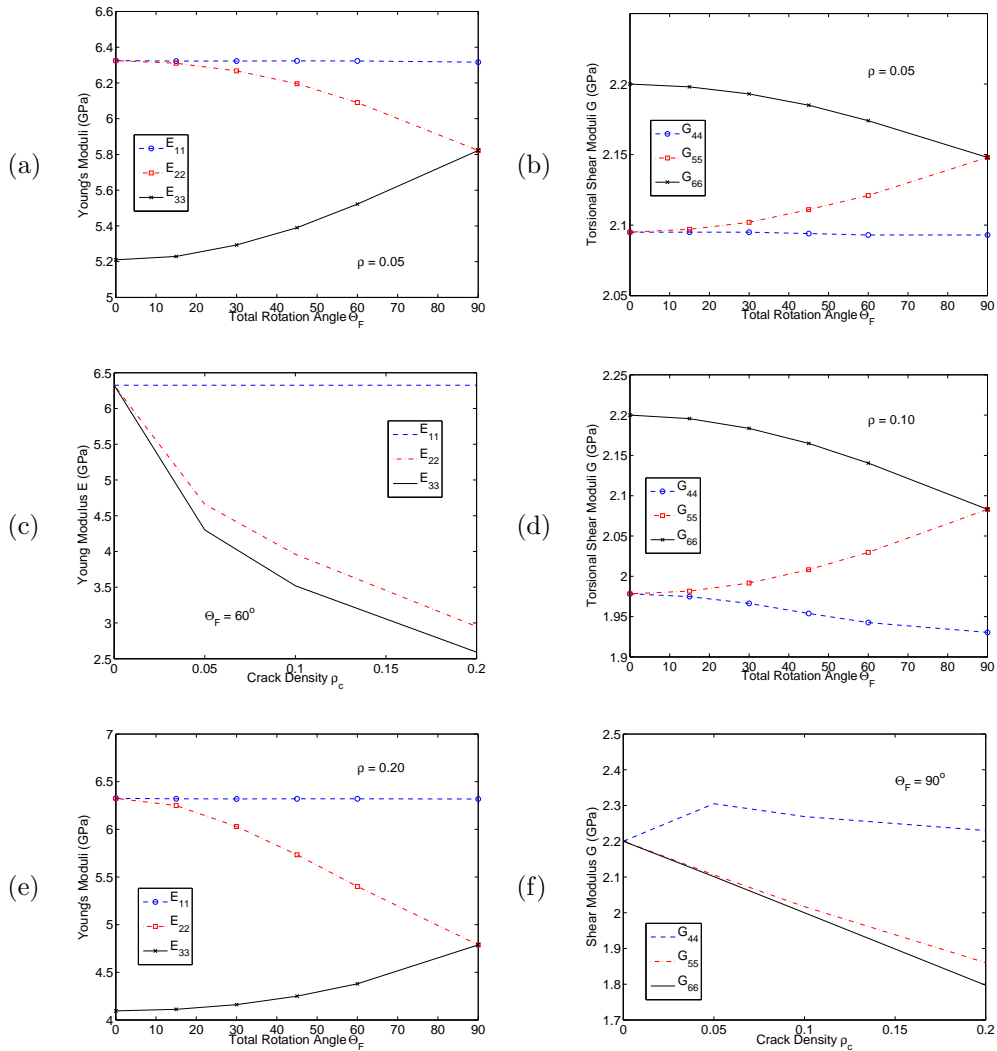 (a)
Young's Moduli (GPa)
6.6
6.4
6.2
6
5.8
5.6
5.4
5.2
5
E11
E22
E33
ρ = 0.05
0 10 20 30 40 50 60 70 80 90
Total Rotation Angle ΘF
(b)
Torsional Shear Moduli G (GPa)
2.2
2.15
2.1
2.05
ρ = 0.05
G44
G55
G66
0 10 20 30 40 50 60 70 80 90
Total Rotation Angle ΘF
(c)
Young Modulus E (GPa)
6.5
6
5.5
5
4.5
4
3.5
3
2.5
E11
E22
E33
ΘF = 60o
0 0.05 0.1 0.15 0.2
Crack Density ρc
(d)
Torsional Shear Moduli G (GPa)
2.25
2.2
2.15
2.1
2.05
2
1.95
1.9
ρ = 0.10
G44
G55
G66
0 10 20 30 40 50 60 70 80 90
Total Rotation Angle ΘF
(e)
Young's Moduli (GPa)
7
6.5
6
5.5
5
4.5
4
ρ = 0.20
E11
E22
E33
0 10 20 30 40 50 60 70 80 90
Total Rotation Angle ΘF
(f)
Shear Modulus G (GPa)
2.5
2.4
2.3
2.2
2.1
2
1.9
1.8
1.7
ΘF = 90o
G44
G55
G66
0 0.05 0.1 0.15 0.2
Crack Density ρc